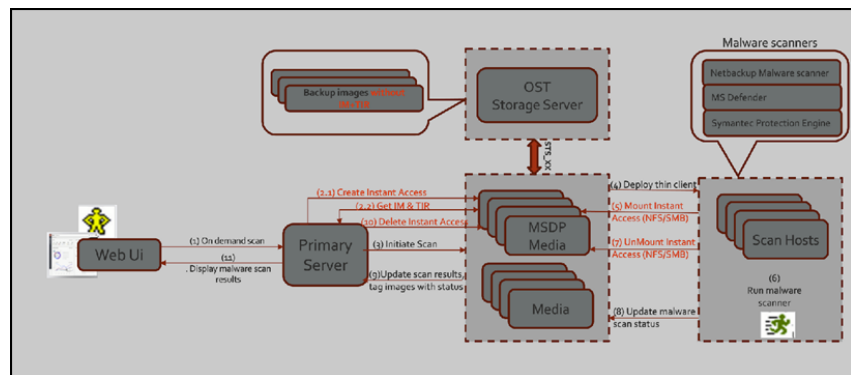 Malware scanners
Netbackup Malware scanner
MS Defender
Symantec Protection Engine
Backup images without
IM+TIR
OST
Storage Server
STS_XX
(2.1) Create Instant Access
(2.2) Get IM & TIR
(10) Delete Instant Access
(4) Deploy thin client
(5) Mount Instant
Access (NFS/SMB)
MSDP
Media
(1) On demand scan
Web Ui
Primary
Server
(3) Initiate Scan
(7) UnMount Instant
Access (NFS/SMB)
Scan Hosts
(11)
. Display malware scan
results
(9)Update scan results,
tag images with status
Media
(6)
Run malware
scanner
(8) Update malware
scan status